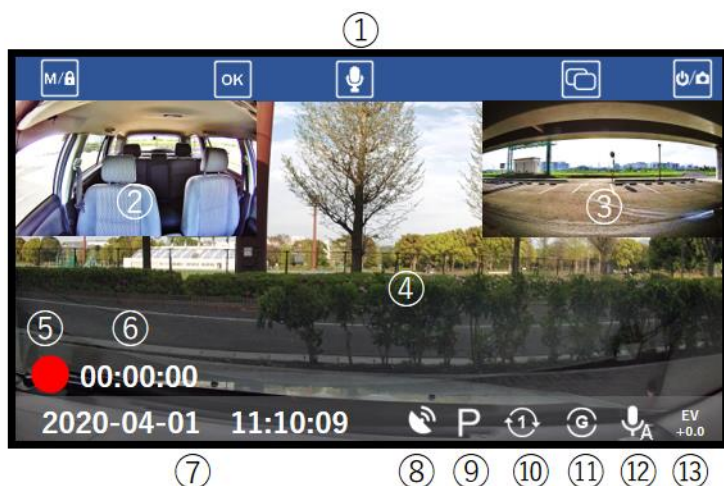 ①
M/ OK /
② ③
④
⑤ ⑥
00:00:00
2020-04-01 11:10:09 P 1 G A EV +0.0
⑦ ⑧ ⑨ ⑩ ⑪ ⑫ ⑬